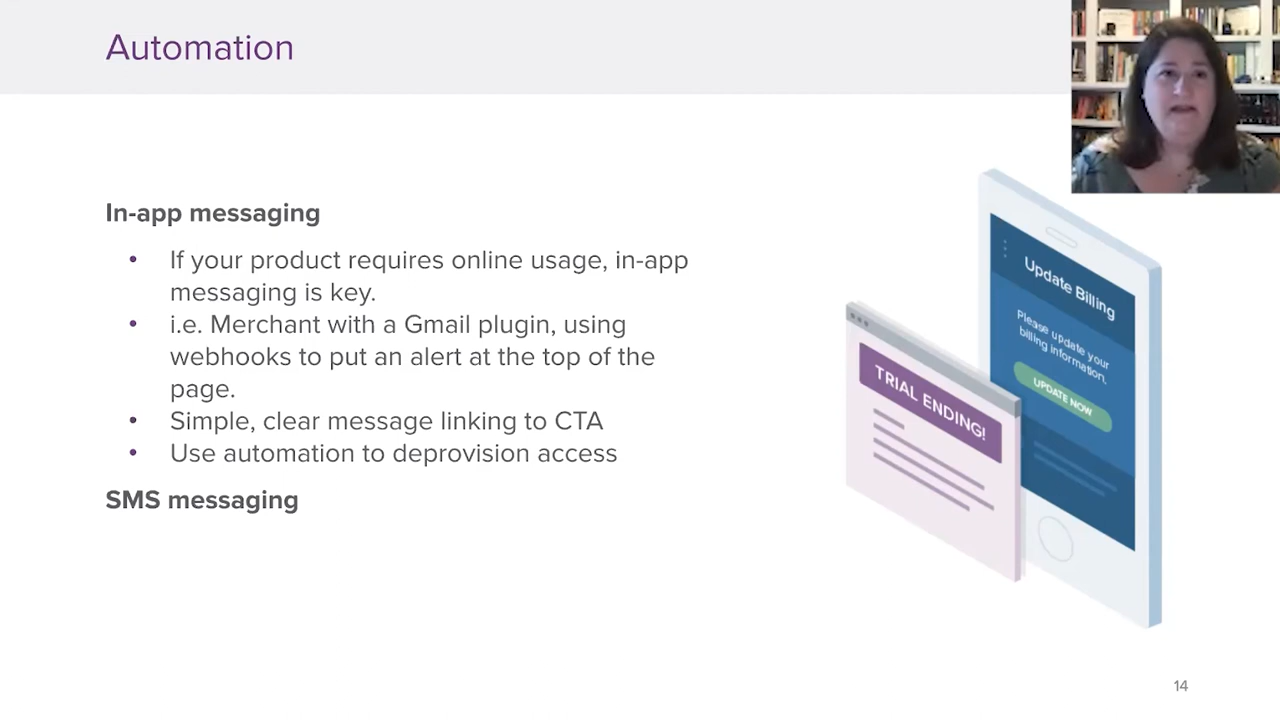 Automation
In-app messaging
• If your product requires online usage, in-app
messaging is key.
• i.e. Merchant with a Gmail plugin, using
webhooks to put an alert at the top of the
page.
• Simple, clear message linking to CTA
• Use automation to deprovision access
SMS messaging
Update Billing
Please update your
billing information.
UPDATE NOW
TRIAL ENDING!
14